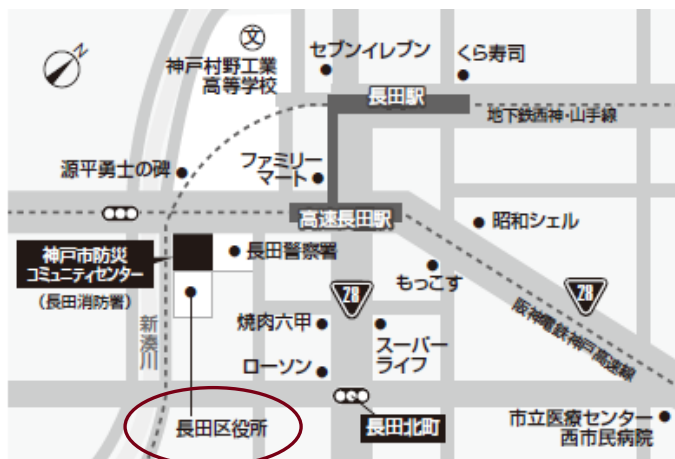 N
文
神戸村野工業
高等学校
セブンイレブン
くら寿司
長田駅
地下鉄西神・山手線
源平勇士の碑
ファミリー
マート
高速長田駅
昭和シェル
神戸市防災
コミュニティセンター
(長田消防署)
長田警察署
28
もっこす
28
阪神電鉄神戸高速線
新湊川
焼肉六甲
スーパー
ライフ
ローソン
長田区役所
長田北町
市立医療センター
西市民病院